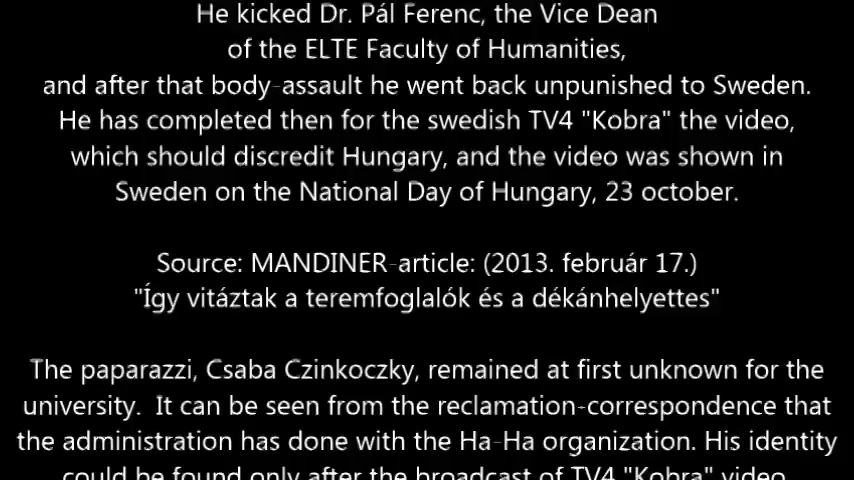 He kicked Dr. Pál Ferenc, the Vice Dean
of the ELTE Faculty of Humanities,
and after that body-assault he went back unpunished to Sweden.
He has completed then for the swedish TV4 "Kobra" the video,
which should discredit Hungary, and the video was shown in
Sweden on the National Day of Hungary, 23 october.
Source: MANDINER-article: (2013. február 17.)
"Így vitáztak a teremfoglalók és a dékánhelyettes"
The paparazzi, Csaba Czinkoczky, remained at first unknown for the
university. It can be seen from the reclamation-correspondence that
the administration has done with the Ha-Ha organization. His identity
could be found only after the broadcast of TV4 "Kobra" video